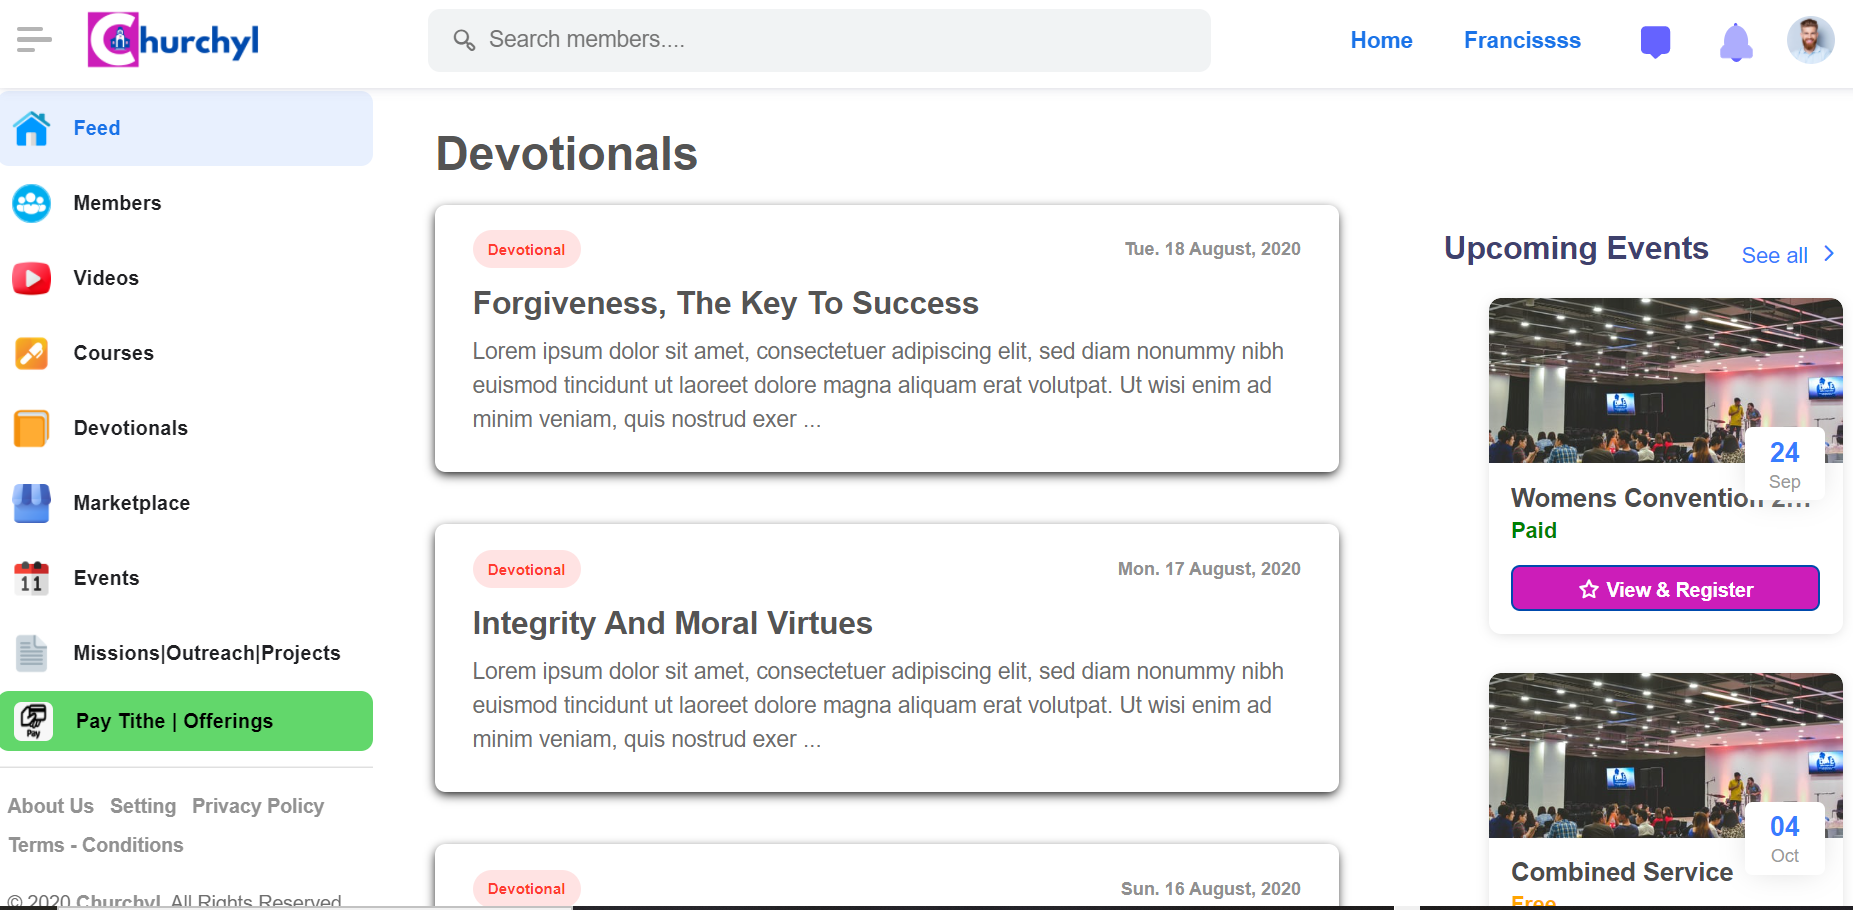 Churchyl
Search members....
Home
Francissss
Feed
Members
Videos
Courses
Devotionals
Marketplace
11
Events
Missions|Outreach|Projects
Pay
Pay Tithe | Offerings
About Us Setting Privacy Policy
Terms - Conditions
© 2020 Churchyl. All Rights Reserved
Devotionals
Devotional
Tue. 18 August, 2020
Forgiveness, The Key To Success
Lorem ipsum dolor sit amet, consectetuer adipiscing elit, sed diam nonummy nibh
euismod tincidunt ut laoreet dolore magna aliquam erat volutpat. Ut wisi enim ad
minim veniam, quis nostrud exer ...
Devotional
Mon. 17 August, 2020
Integrity And Moral Virtues
Lorem ipsum dolor sit amet, consectetuer adipiscing elit, sed diam nonummy nibh
euismod tincidunt ut laoreet dolore magna aliquam erat volutpat. Ut wisi enim ad
minim veniam, quis nostrud exer ...
Devotional
Sun. 16 August, 2020
Upcoming Events
See all
24
Sep
Womens Convention 2...
Paid
View & Register
04
Oct
Combined Service
Free